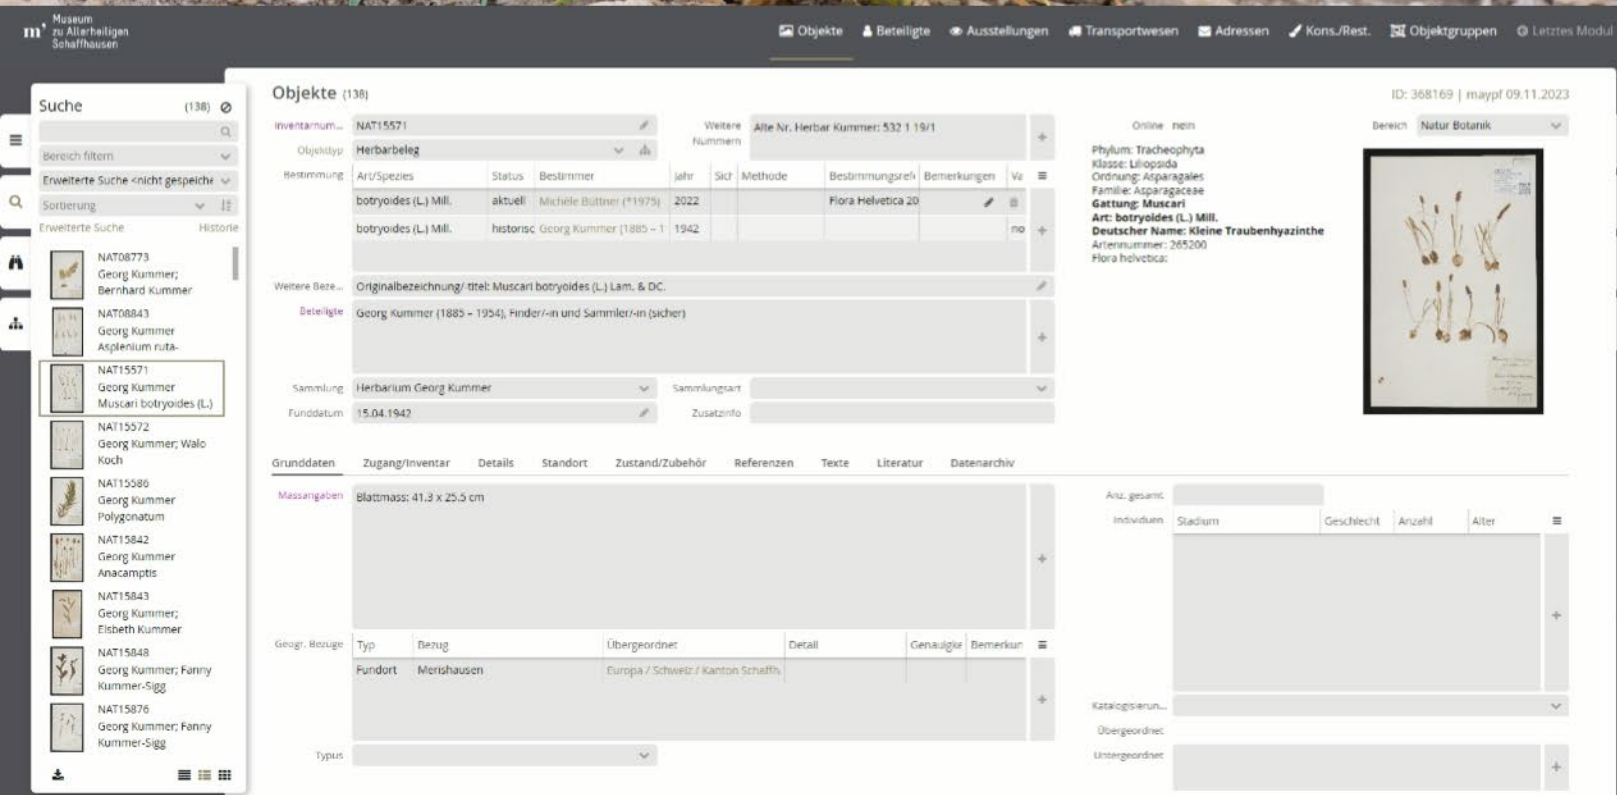 Museum
zu Allerheiligen
Schaffhausen
Objekte
Beteiligte
Ausstellungen
Transportwesen
Adressen
Kons./Rest.
Objektgruppen
Letztes Modul
Suche (138)
Bereich filtern
Erweiterte Suche <nicht gespeiche
Sortierung
Erweiterte Suche Historie
NAT08773
Georg Kummer;
Bernhard Kummer
NAT08843
Georg Kummer
Asplenium ruta-
NAT15571
Georg Kummer
Muscari botryoides (L.)
NAT15572
Georg Kummer; Walo
Koch
NAT15586
Georg Kummer
Polygonatum
NAT15842
Georg Kummer
Anacamptis
NAT15843
Georg Kummer;
Elsbeth Kummer
NAT15848
Georg Kummer; Fanny
Kummer-Sigg
NAT15876
Georg Kummer; Fanny
Kummer-Sigg
Objekte (138)
ID: 368169 | maypf 09.11.2023
Inventarnum... NAT15571
Weitere Nummern Alte Nr. Herbar Kummer: 532 1 19/1
Objekttyp Herbarbeleg
Bestimmung Art/Spezies Status Bestimmer Jahr Sich Methode Bestimmungsrefe Bemerkungen Va
botryoides (L.) Mill. aktuell Michèle Büttner (*1975) 2022 Flora Helvetica 20
botryoides (L.) Mill. historisc Georg Kummer (1885 – 1 1942 no
Weitere Beze... Originalbezeichnung/-titel: Muscari botryoides (L.) Lam. & DC.
Beteiligte Georg Kummer (1885 – 1954), Finder/-in und Sammler/-in (sicher)
Sammlung Herbarium Georg Kummer Sammlungsart
Funddatum 15.04.1942 Zusatzinfo
Online nein
Bereich Natur Botanik
Phylum: Tracheophyta
Klasse: Liliopsida
Ordnung: Asparagales
Familie: Asparagaceae
Gattung: Muscari
Art: botryoides (L.) Mill.
Deutscher Name: Kleine Traubenhyazinthe
Artennummer: 265200
Flora helvetica:
Grunddaten Zugang/Inventar Details Standort Zustand/Zubehör Referenzen Texte Literatur Datenarchiv
Massangaben Blattmass: 41.3 x 25.5 cm
Anz. gesamt
Individuen Stadium Geschlecht Anzahl Alter
Geogr. Bezüge Typ Bezug Übergeordnet Detail Genauigke Bemerkun
Fundort Merishausen Europa / Schweiz / Kanton Schaffh
Typus
Katalogisierun...
Übergeordnet
Untergeordnet